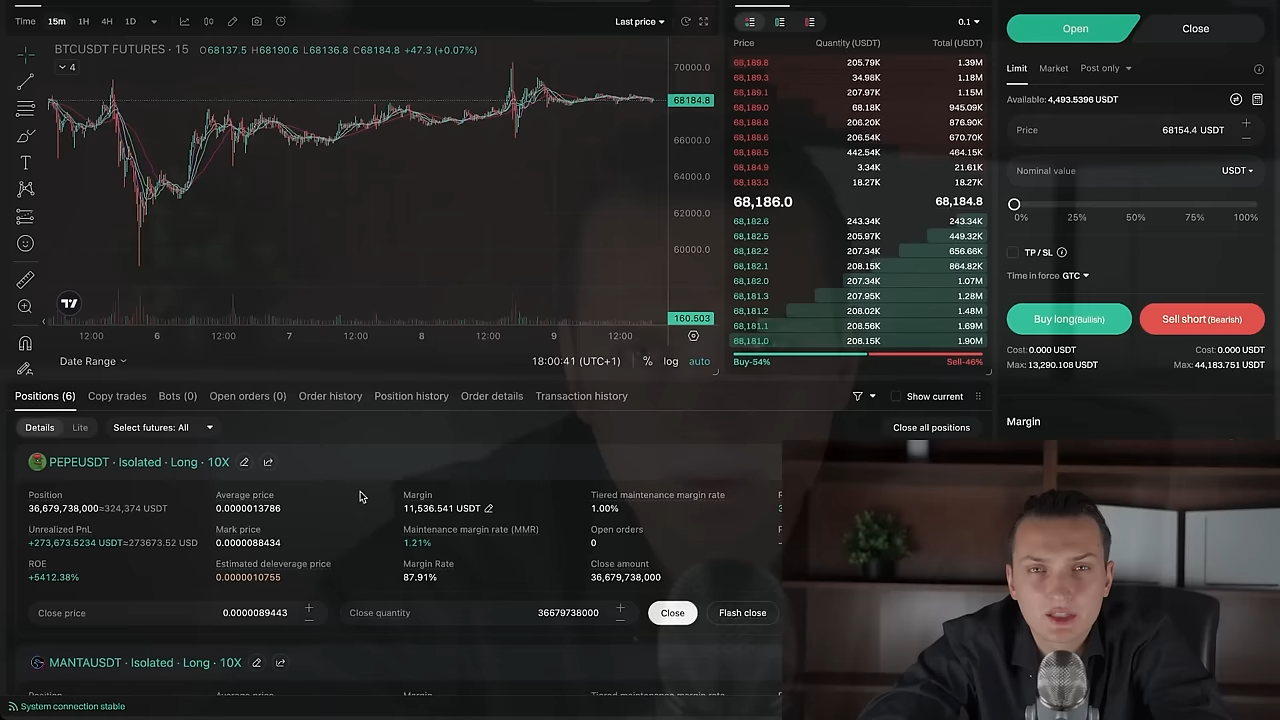 Time 15m 1H 4H 1D Last price
BTCUSDT FUTURES · 15 O68137.5 H68190.6 L68136.8 C68184.8 +47.3 (+0.07%)
4
70000.0
68184.8
66000.0
64000.0
62000.0
60000.0
160.503
12:00 6 12:00 7 12:00 8 12:00 9 12:00
Date Range 18:00:41 (UTC+1) % log auto
0.1
Price Quantity (USDT) Total (USDT)
68,189.8 205.79K 1.39M
68,189.3 34.98K 1.18M
68,189.1 207.97K 1.15M
68,189.0 68.18K 945.09K
68,188.8 206.20K 876.90K
68,188.6 206.54K 670.70K
68,188.5 442.54K 464.15K
68,184.9 3.34K 21.61K
68,183.3 18.27K 18.27K
68,186.0 68,184.8
68,182.6 243.34K 243.34K
68,182.5 205.97K 449.32K
68,182.2 207.34K 656.66K
68,182.1 208.15K 864.82K
68,182.0 207.34K 1.07M
68,181.3 207.95K 1.28M
68,181.2 208.02K 1.48M
68,181.1 208.56K 1.69M
68,181.0 208.15K 1.90M
Buy-54% Sell-46%
Open Close
Limit Market Post only
Available: 4,493.5396 USDT
Price 68154.4 USDT
Nominal value USDT
0% 25% 50% 75% 100%
TP / SL
Time in force GTC
Buy long(Bullish) Sell short(Bearish)
Cost: 0.000 USDT Cost: 0.000 USDT
Max: 13,290.108 USDT Max: 44,183.751 USDT
Margin
Positions (6) Copy trades Bots (0) Open orders (0) Order history Position history Order details Transaction history Show current
Details Lite Select futures: All Close all positions
PEPEUSDT · Isolated · Long · 10X
Position Average price Margin Tiered maintenance margin rate
36,679,738,000≈324,374 USDT 0.0000013786 11,536.541 USDT 1.00%
Unrealized PnL Mark price Maintenance margin rate (MMR) Open orders
+273,673.5234 USDT≈273673.52 USD 0.0000088434 1.21% 0
ROE Estimated deleverage price Margin Rate Close amount
+5412.38% 0.0000010755 87.91% 36,679,738,000
Close price 0.0000089443 Close quantity 36679738000 Close Flash close
MANTAUSDT · Isolated · Long · 10X
Position Average price Margin Tiered maintenance margin rate
System connection stable